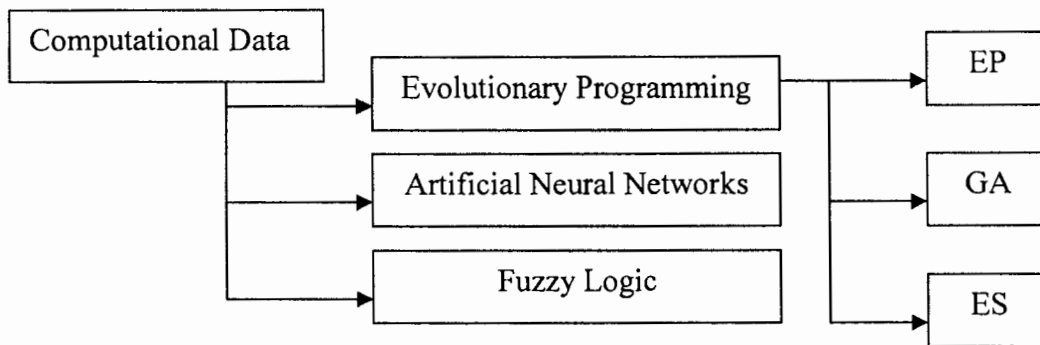 Computational Data
Evolutionary Programming
Artificial Neural Networks
Fuzzy Logic
EP
GA
ES